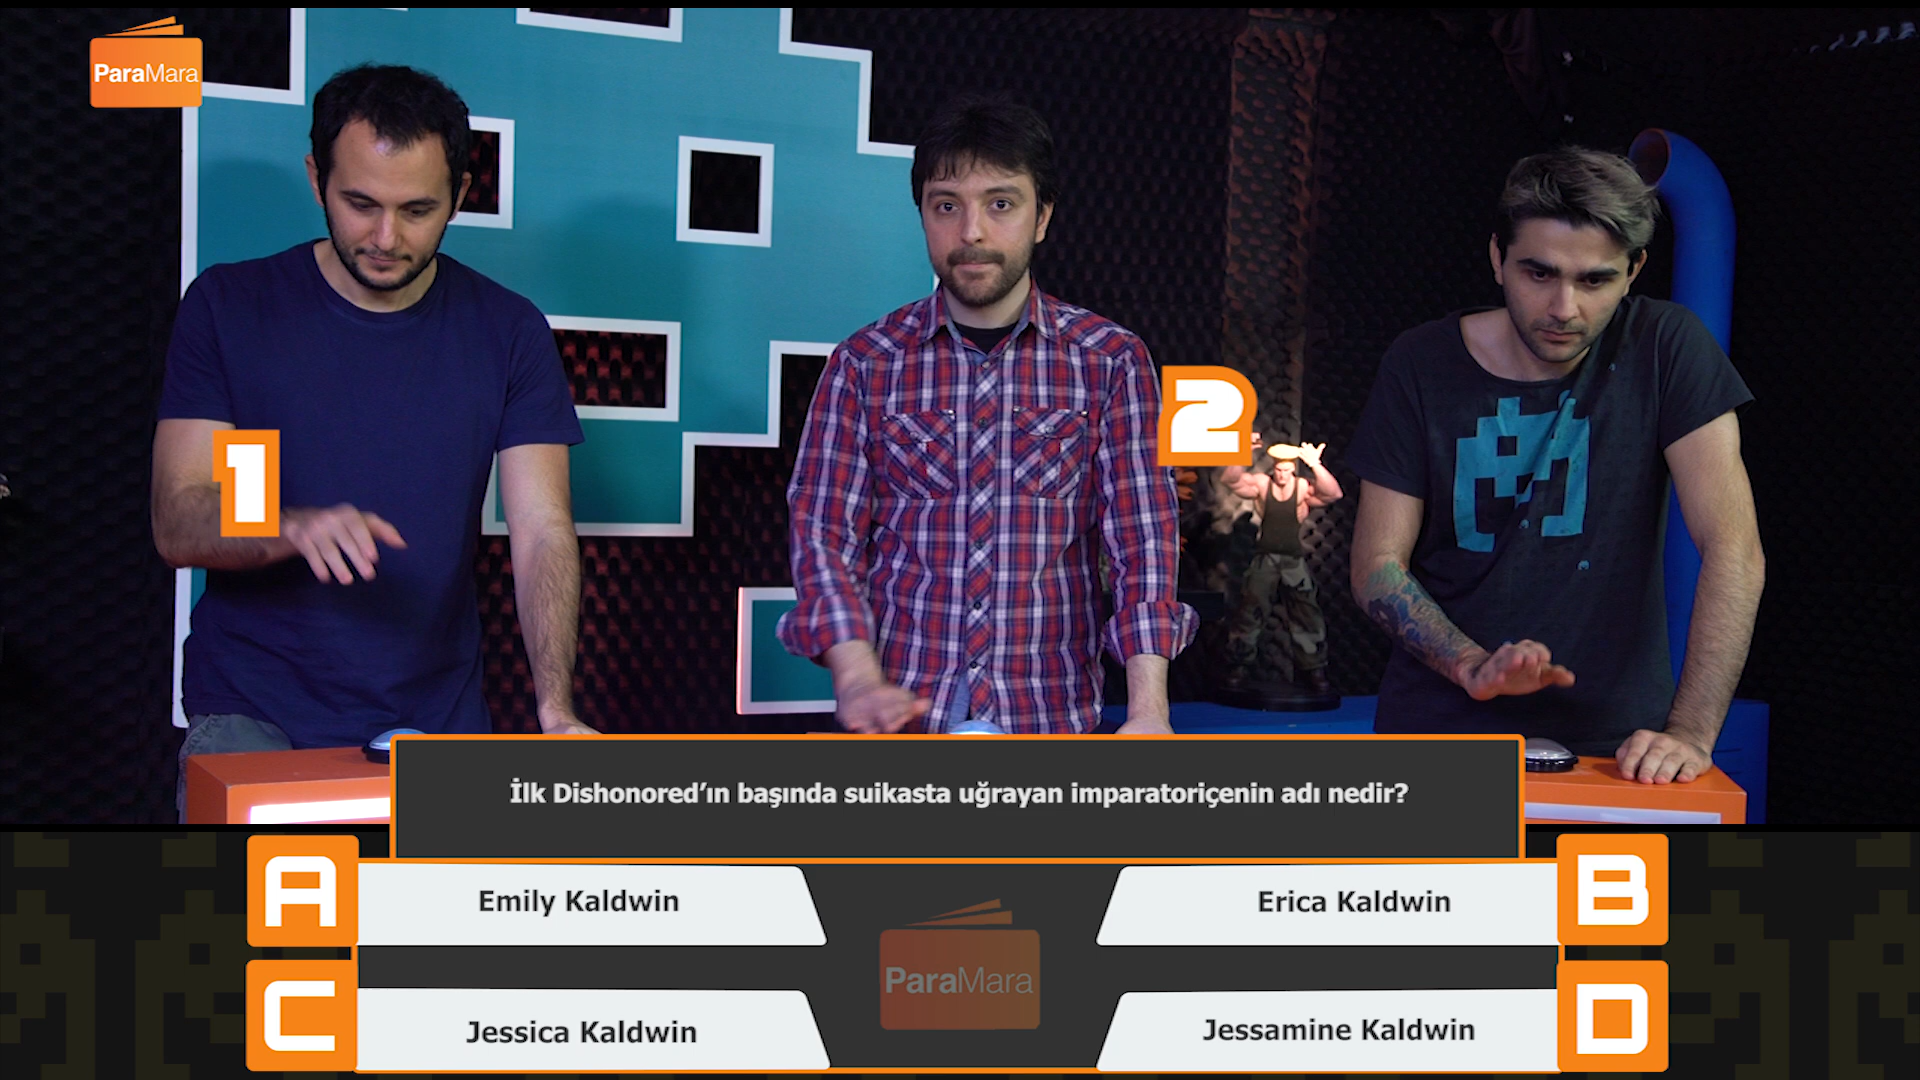 ParaMara
1
2
İlk Dishonored’ın başında suikasta uğrayan imparatoriçenin adı nedir?
A
Emily Kaldwin
Erica Kaldwin
B
ParaMara
C
Jessica Kaldwin
Jessamine Kaldwin
D